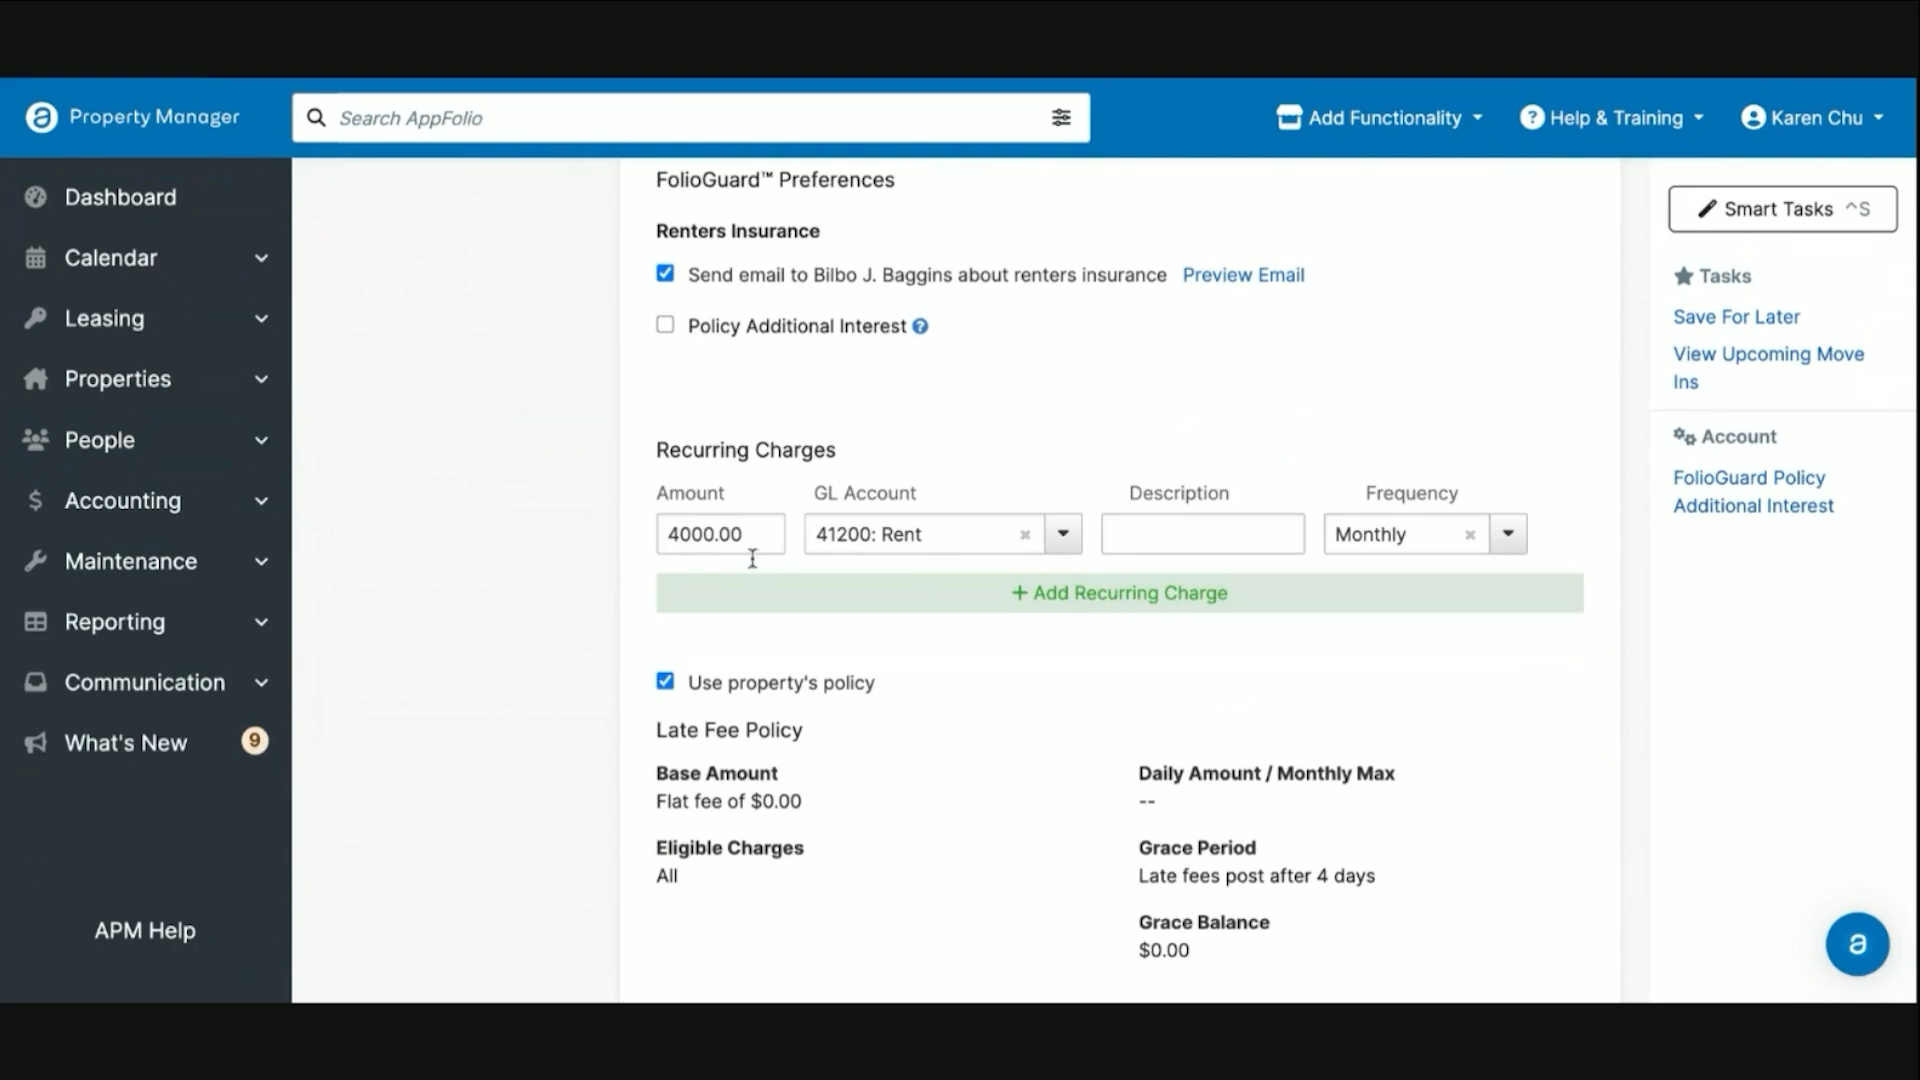 Property Manager
Search AppFolio
Add Functionality
Help & Training
Karen Chu
Dashboard
Calendar
Leasing
Properties
People
Accounting
Maintenance
Reporting
Communication
What's New 9
APM Help
FolioGuard™ Preferences
Renters Insurance
Send email to Bilbo J. Baggins about renters insurance Preview Email
Policy Additional Interest ?
Recurring Charges
Amount GL Account Description Frequency
4000.00 41200: Rent × Monthly ×
+ Add Recurring Charge
Use property's policy
Late Fee Policy
Base Amount
Flat fee of $0.00
Daily Amount / Monthly Max
--
Eligible Charges
All
Grace Period
Late fees post after 4 days
Grace Balance
$0.00
Smart Tasks ^S
Tasks
Save For Later
View Upcoming Move
Ins
Account
FolioGuard Policy
Additional Interest
a